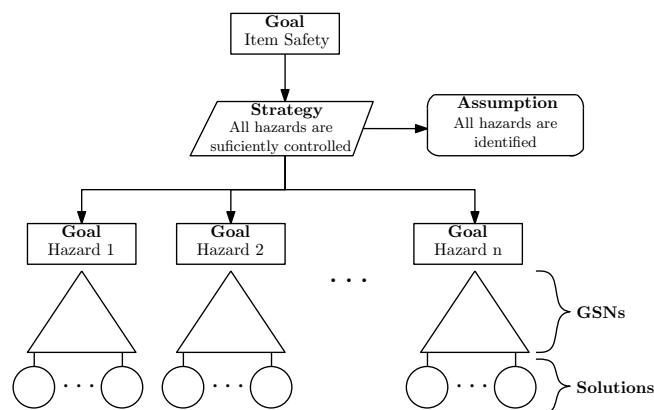 Goal
Item Safety
Strategy
All hazards are
suficiently controlled
Assumption
All hazards are
identified
Goal
Hazard 1
Goal
Hazard 2
Goal
Hazard n
. . .
GSNs
. . .
. . .
. . .
Solutions